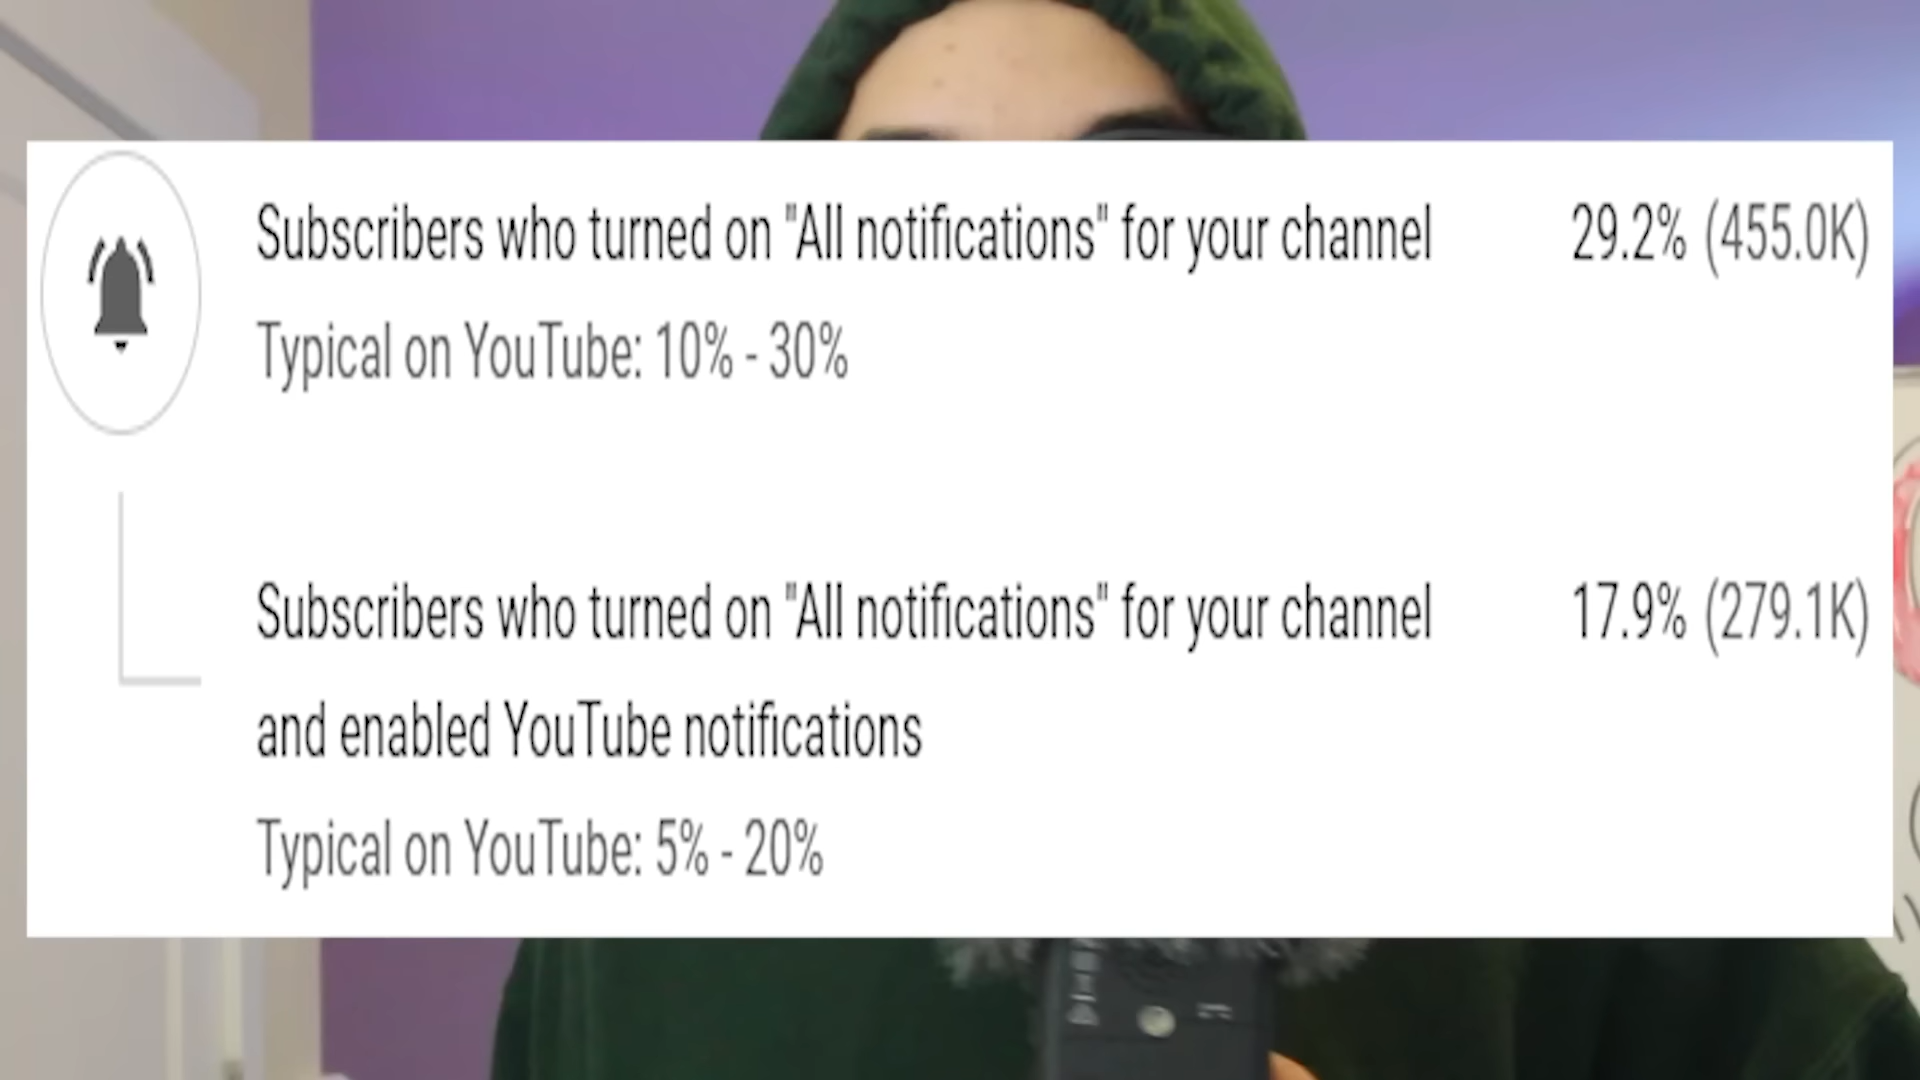 Subscribers who turned on "All notifications" for your channel 29.2% (455.0K)
Typical on YouTube: 10% - 30%
Subscribers who turned on "All notifications" for your channel 17.9% (279.1K)
and enabled YouTube notifications
Typical on YouTube: 5% - 20%